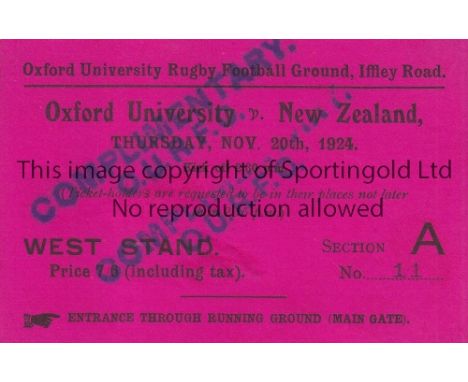 Oxford University Rugby Football Ground, Iffley Road.
Oxford University v. New Zealand,
THURSDAY, NOV. 20th, 1924.
COMPLIMENTARY.
O.U.R.F.C.
This image copyright of Sportingold Ltd
(Ticket-holders are requested to be in their places not later
No reproduction allowed
WEST STAND. SECTION A
Price 7/6 (including tax). No. 11
ENTRANCE THROUGH RUNNING GROUND (MAIN GATE).